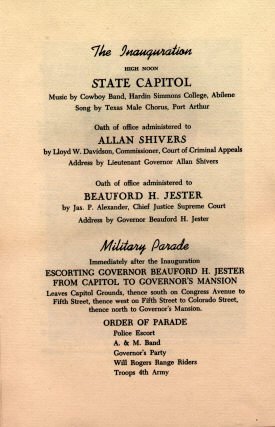 The Inauguration
HIGH NOON
STATE CAPITOL
Music by Cowboy Band, Hardin Simmons College, Abilene
Song by Texas Male Chorus, Port Arthur
Oath of office administered to
ALLAN SHIVERS
by Lloyd W. Davidson, Commissioner, Court of Criminal Appeals
Address by Lieutenant Governor Allan Shivers
Oath of office administered to
BEAUFORD H. JESTER
by Jas. P. Alexander, Chief Justice Supreme Court
Address by Governor Beauford H. Jester
Military Parade
Immediately after the Inauguration
ESCORTING GOVERNOR BEAUFORD H. JESTER
FROM CAPITOL TO GOVERNOR'S MANSION
Leaves Capitol Grounds, thence south on Congress Avenue to
Fifth Street, thence west on Fifth Street to Colorado Street,
thence north to Governor's Mansion.
ORDER OF PARADE
Police Escort
A. & M. Band
Governor's Party
Will Rogers Range Riders
Troops 4th Army